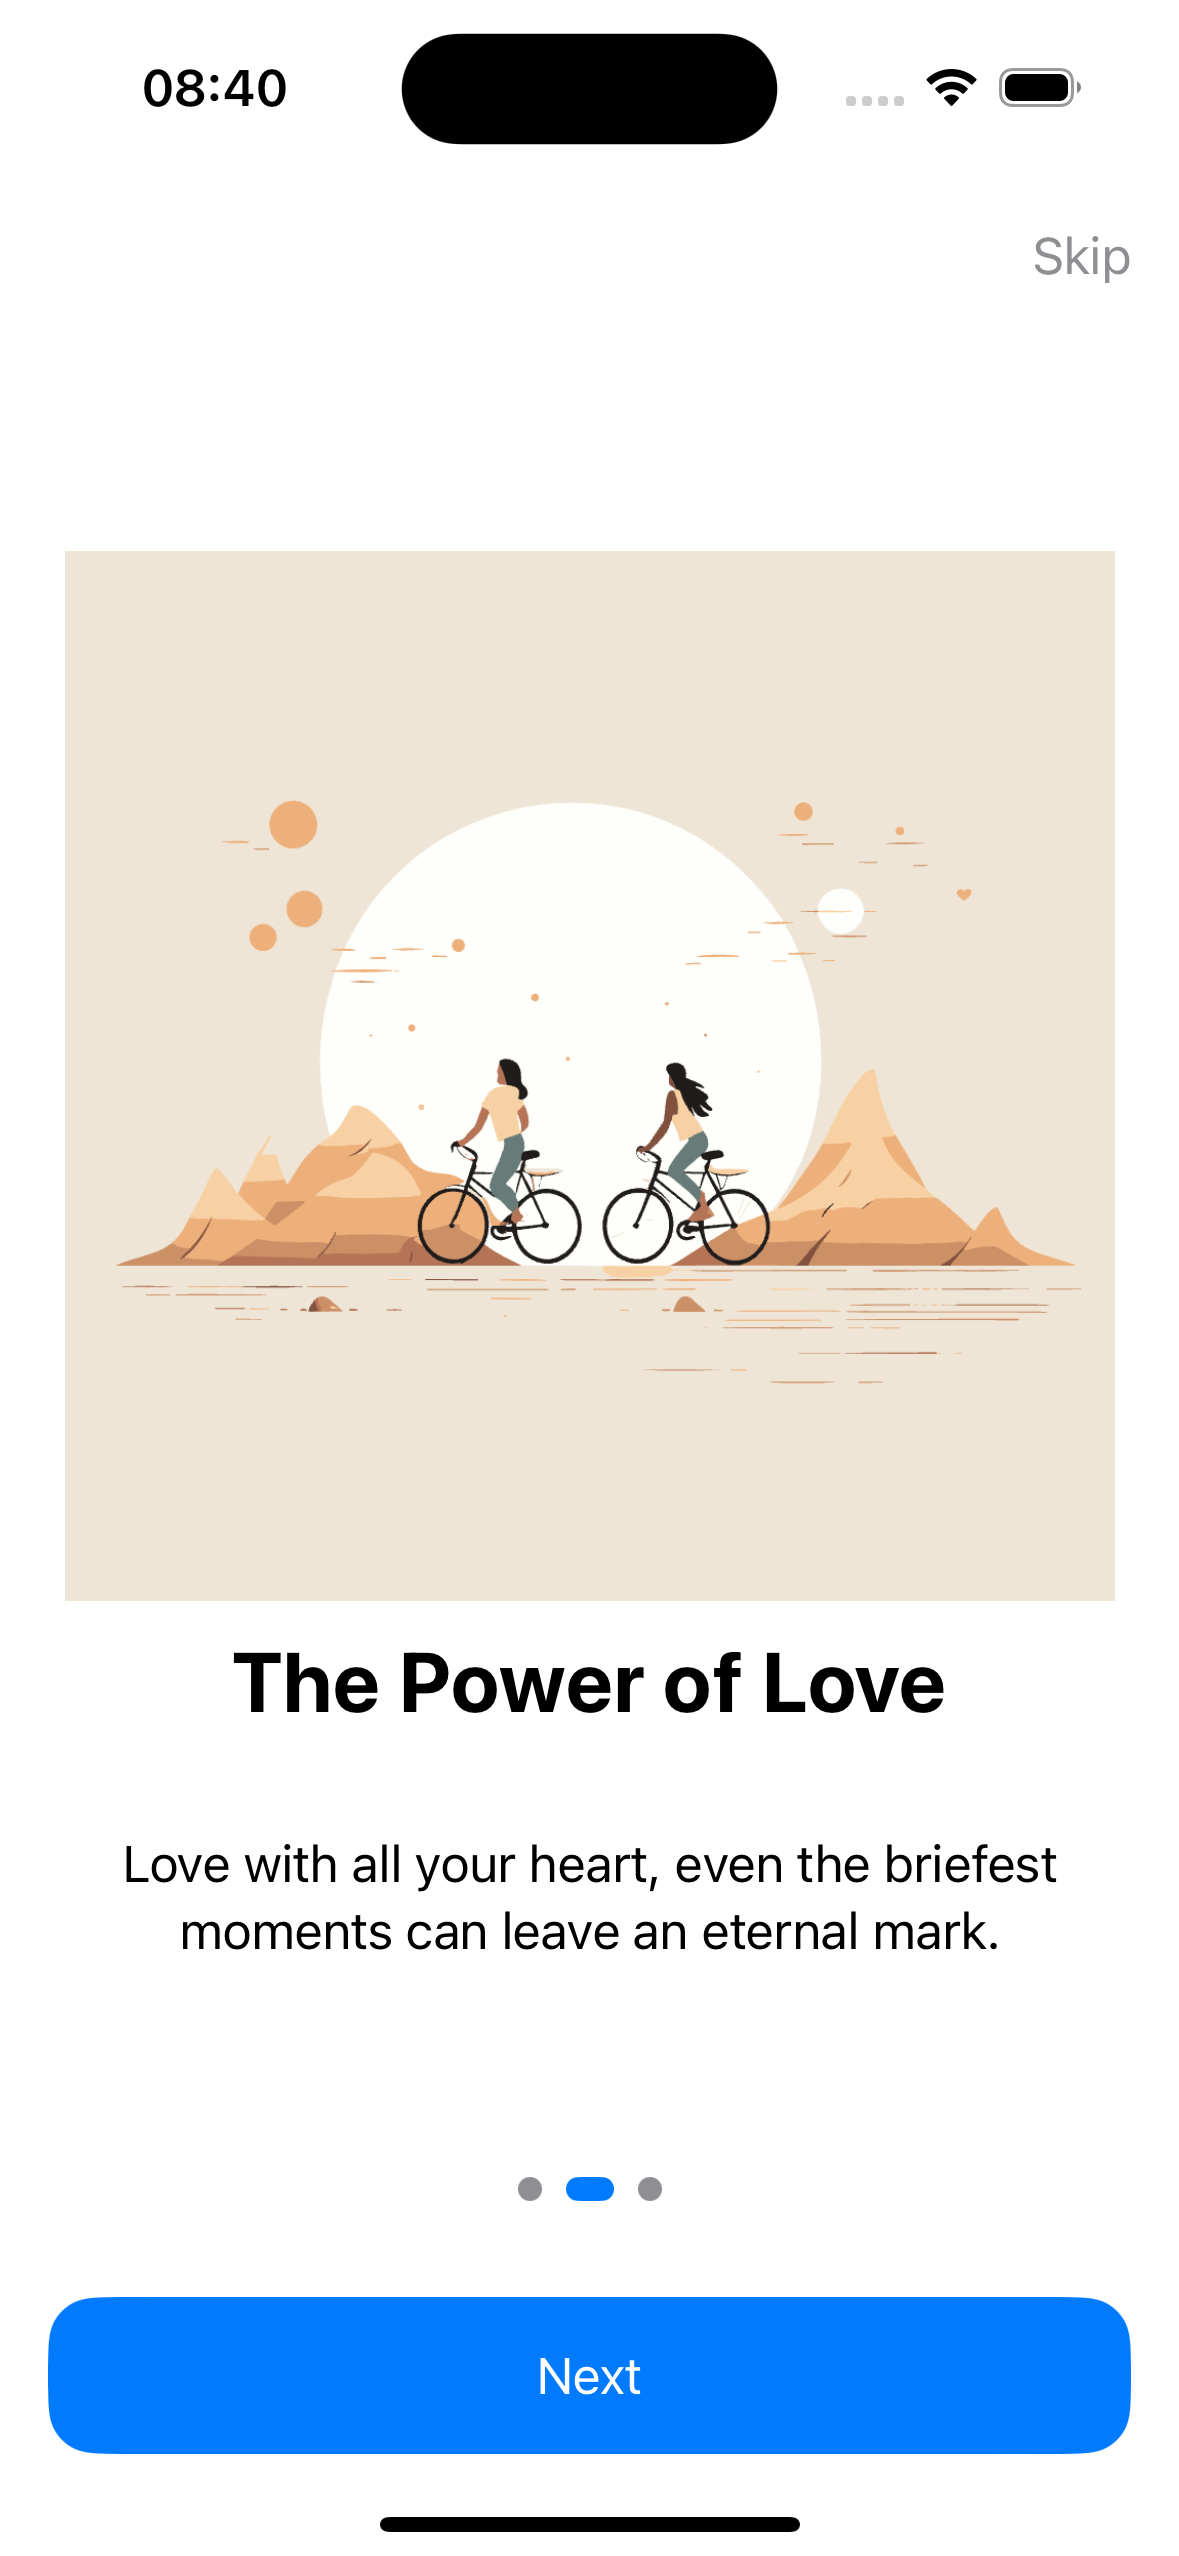 08:40
Skip
The Power of Love
Love with all your heart, even the briefest
moments can leave an eternal mark.
Next